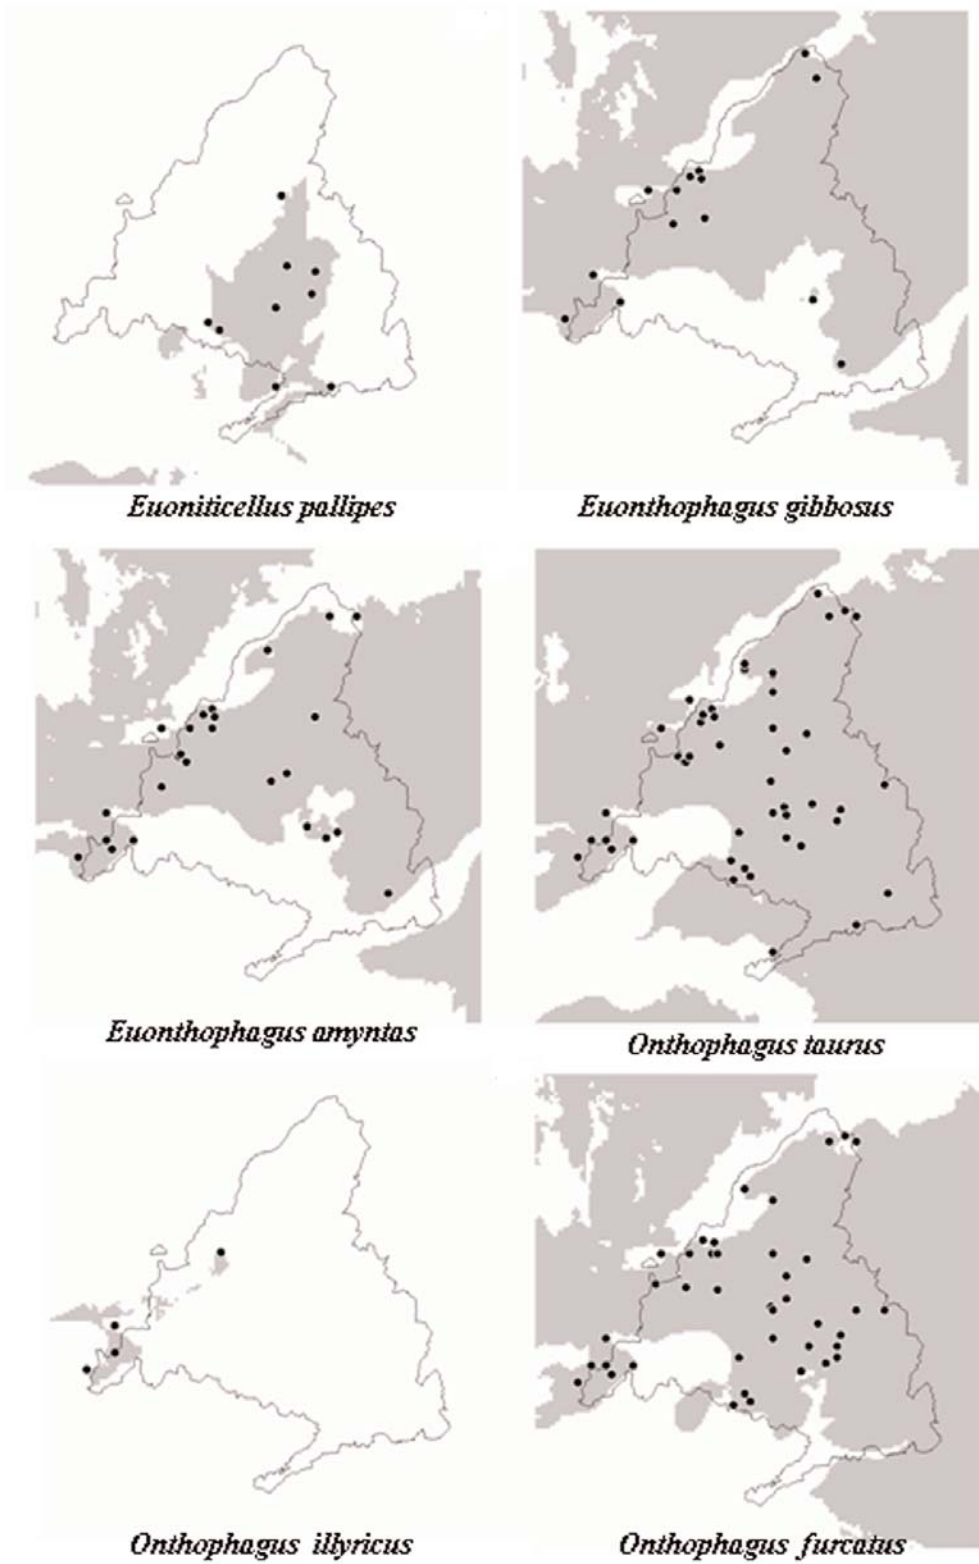 Euoniticellus pallipes
Euonthophagus gibbosus
Euonthophagus amyntas
Onthophagus taurus
Onthophagus illyricus
Onthophagus furcatus